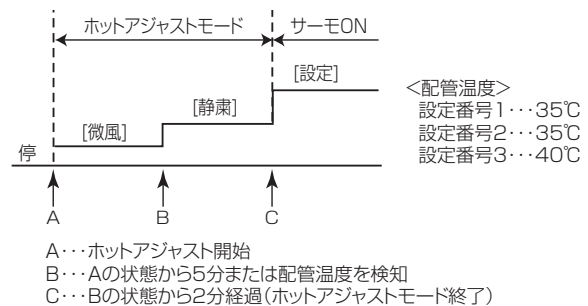 ホットアジャストモード
サーモON
[設定]
[静粛]
[微風]
停
<配管温度>
設定番号1･･･35℃
設定番号2･･･35℃
設定番号3･･･40℃
A
B
C
A･･･ホットアジャスト開始
B･･･Aの状態から5分または配管温度を検知
C･･･Bの状態から2分経過(ホットアジャストモード終了)